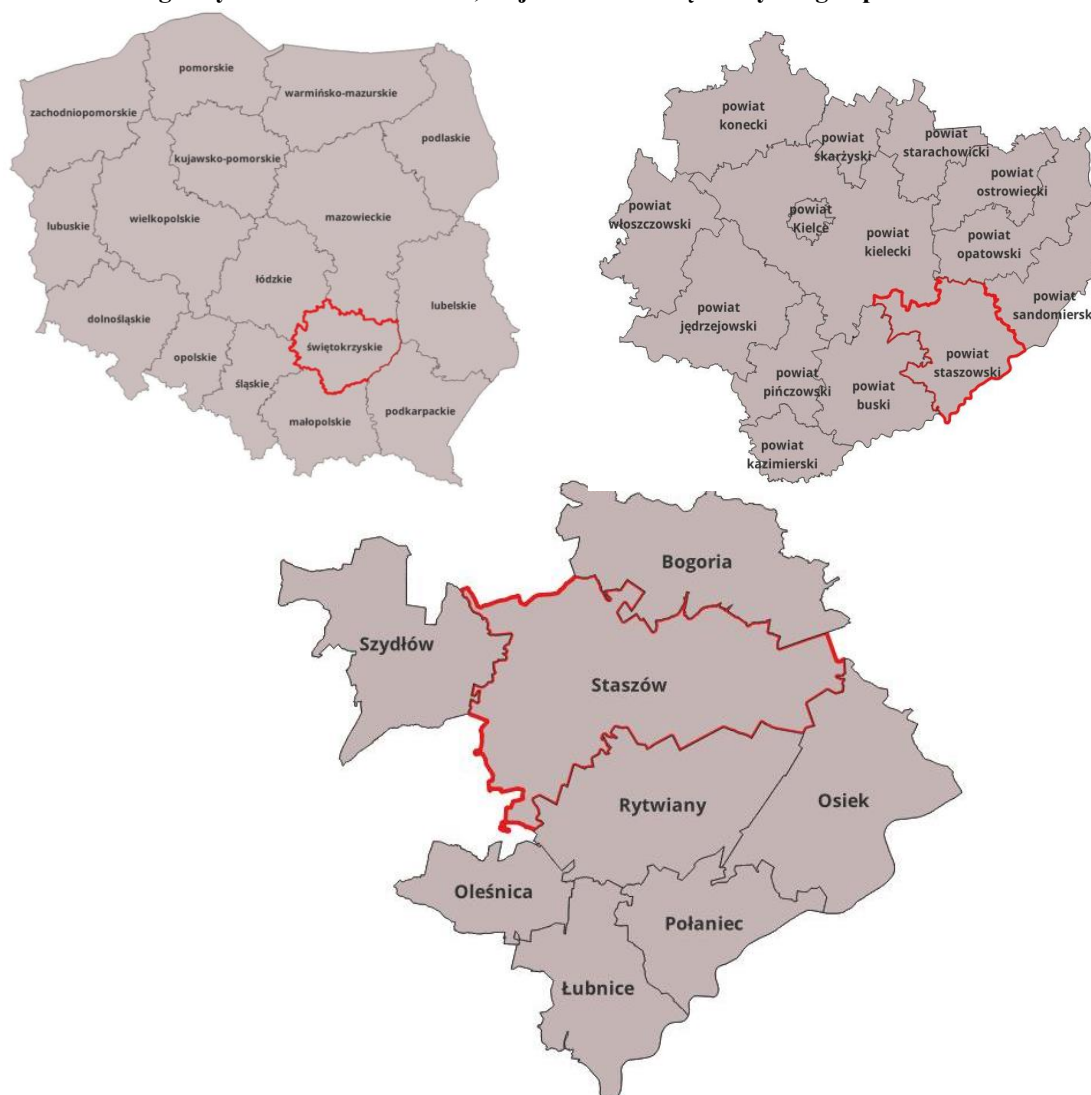 pomorskie
warmińsko-mazurskie
zachodniopomorskie
podlaskie
kujawsko-pomorskie
mazowieckie
wielkopolskie
lubuskie
łódzkie
lubelskie
dolnośląskie
świętokrzyskie
opolskie
śląskie
podkarpackie
małopolskie
powiat
konecki
powiat
skarżyski
powiat
starachowicki
powiat
ostrowiecki
powiat
włoszczowski
powiat
Kielce
powiat
kielecki
powiat
opatowski
powiat
sandomiersk
powiat
jędrzejowski
powiat
staszowski
powiat
pińczowski
powiat
buski
powiat
kazimierski
Bogoria
Szydłów
Staszów
Rytwiany
Osiek
Oleśnica
Połaniec
Łubnice